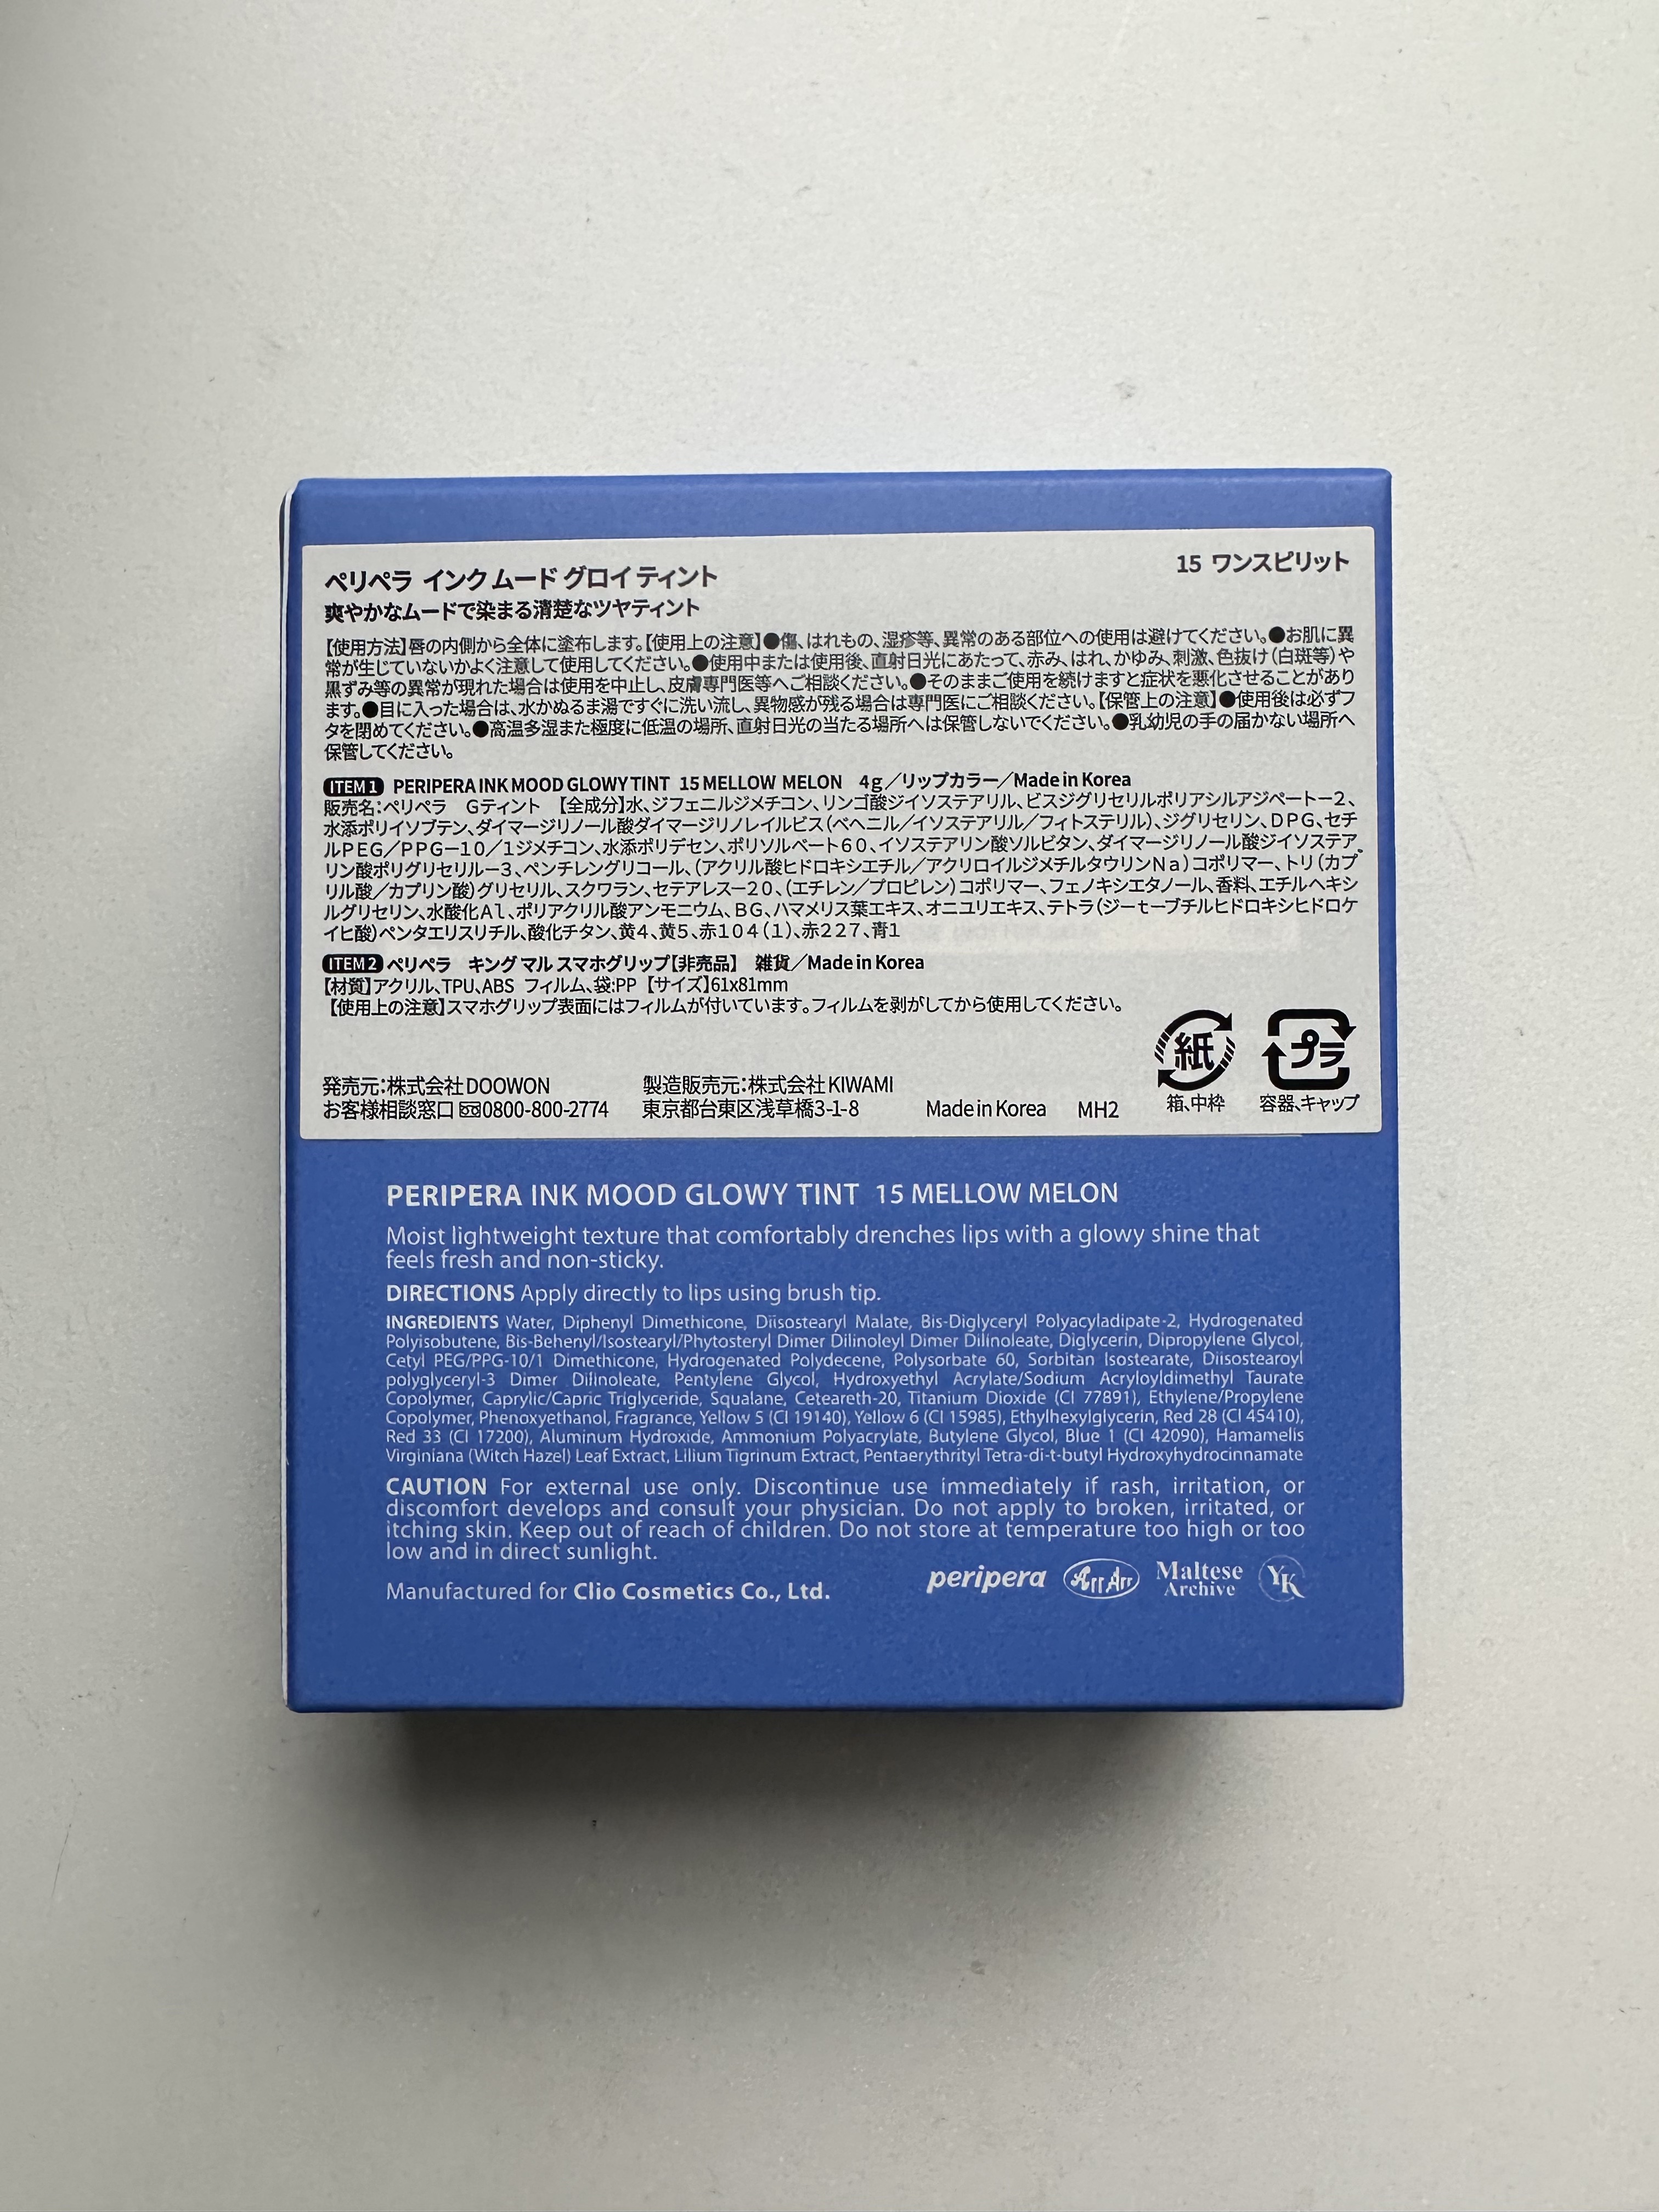 ペリペラ インク ムード グロイ ティント
15 ワンスピリット
爽やかなムードで染まる清楚なツヤティント
【使用方法】唇の内側から全体に塗布します。【使用上の注意】●傷、はれもの、湿疹等、異常のある部位への使用は避けてください。●お肌に異
常が生じていないかよく注意して使用してください。●使用中または使用後、直射日光にあたって、赤み、はれ、かゆみ、刺激、色抜け(白斑等)や
黒ずみ等の異常が現れた場合は使用を中止し、皮膚専門医等へご相談ください。●そのままご使用を続けますと症状を悪化させることがあり
ます。●目に入った場合は、水かぬるま湯ですぐに洗い流し、異物感が残る場合は専門医にご相談ください。【保管上の注意】●使用後は必ずフ
タを閉めてください。●高温多湿また極度に低温の場所、直射日光の当たる場所へは保管しないでください。●乳幼児の手の届かない場所へ
保管してください。
ITEM 1 PERIPERA INK MOOD GLOWY TINT 15 MELLOW MELON 4g／リップカラー／Made in Korea
販売名:ペリペラ Gティント 【全成分】水、ジフェニルジメチコン、リンゴ酸ジイソステアリル、ビスジグリセリルポリアシルアジペート－2、
水添ポリイソブテン、ダイマージリノール酸ダイマージリノレイルビス(ベヘニル／イソステアリル／フィトステリル)、ジグリセリン、DPG、セチ
ルPEG／PPG－10／1ジメチコン、水添ポリデセン、ポリソルベート60、イソステアリン酸ソルビタン、ダイマージリノール酸ジイソステア
リン酸ポリグリセリル－3、ペンチレングリコール、(アクリル酸ヒドロキシエチル／アクリロイルジメチルタウリンNa)コポリマー、トリ(カプ
リル酸／カプリン酸)グリセリル、スクワラン、セテアレス－20、(エチレン／プロピレン)コポリマー、フェノキシエタノール、香料、エチルヘキシ
ルグリセリン、水酸化Al、ポリアクリル酸アンモニウム、BG、ハマメリス葉エキス、オニユリエキス、テトラ(ジ－t－ブチルヒドロキシヒドロケ
イヒ酸)ペンタエリスリチル、酸化チタン、黄4、黄5、赤104(1)、赤227、青1
ITEM 2 ペリペラ キング マル スマホグリップ【非売品】 雑貨／Made in Korea
【材質】アクリル、TPU、ABS フィルム、袋:PP 【サイズ】61x81mm
【使用上の注意】スマホグリップ表面にはフィルムが付いています。フィルムを剥がしてから使用してください。
発売元:株式会社DOOWON
お客様相談窓口 0800-800-2774
製造販売元:株式会社KIWAMI
東京都台東区浅草橋3-1-8
Made in Korea MH2
紙
箱、中枠
プラ
容器、キャップ
PERIPERA INK MOOD GLOWY TINT 15 MELLOW MELON
Moist lightweight texture that comfortably drenches lips with a glowy shine that
feels fresh and non-sticky.
DIRECTIONS Apply directly to lips using brush tip.
INGREDIENTS Water, Diphenyl Dimethicone, Diisostearyl Malate, Bis-Diglyceryl Polyacyladipate-2, Hydrogenated
Polyisobutene, Bis-Behenyl/Isostearyl/Phytosteryl Dimer Dilinoleyl Dimer Dilinoleate, Diglycerin, Dipropylene Glycol,
Cetyl PEG/PPG-10/1 Dimethicone, Hydrogenated Polydecene, Polysorbate 60, Sorbitan Isostearate, Diisostearoyl
polyglyceryl-3 Dimer Dilinoleate, Pentylene Glycol, Hydroxyethyl Acrylate/Sodium Acryloyldimethyl Taurate
Copolymer, Caprylic/Capric Triglyceride, Squalane, Ceteareth-20, Titanium Dioxide (CI 77891), Ethylene/Propylene
Copolymer, Phenoxyethanol, Fragrance, Yellow 5 (CI 19140), Yellow 6 (CI 15985), Ethylhexylglycerin, Red 28 (CI 45410),
Red 33 (CI 17200), Aluminum Hydroxide, Ammonium Polyacrylate, Butylene Glycol, Blue 1 (CI 42090), Hamamelis
Virginiana (Witch Hazel) Leaf Extract, Lilium Tigrinum Extract, Pentaerythrityl Tetra-di-t-butyl Hydroxyhydrocinnamate
CAUTION For external use only. Discontinue use immediately if rash, irritation, or
discomfort develops and consult your physician. Do not apply to broken, irritated, or
itching skin. Keep out of reach of children. Do not store at temperature too high or too
low and in direct sunlight.
Manufactured for Clio Cosmetics Co., Ltd.
peripera Arr Arr Maltese Archive YK